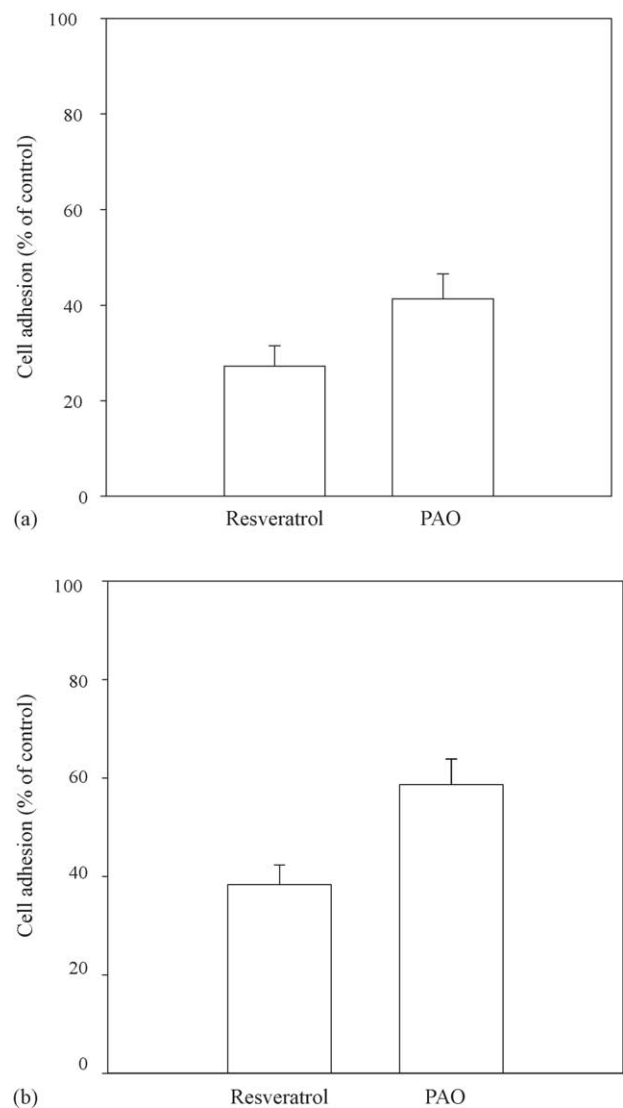 100
80
60
40
20
0
Cell adhesion (% of control)
(a)
Resveratrol PAO
100
80
60
40
20
0
Cell adhesion (% of control)
(b)
Resveratrol PAO